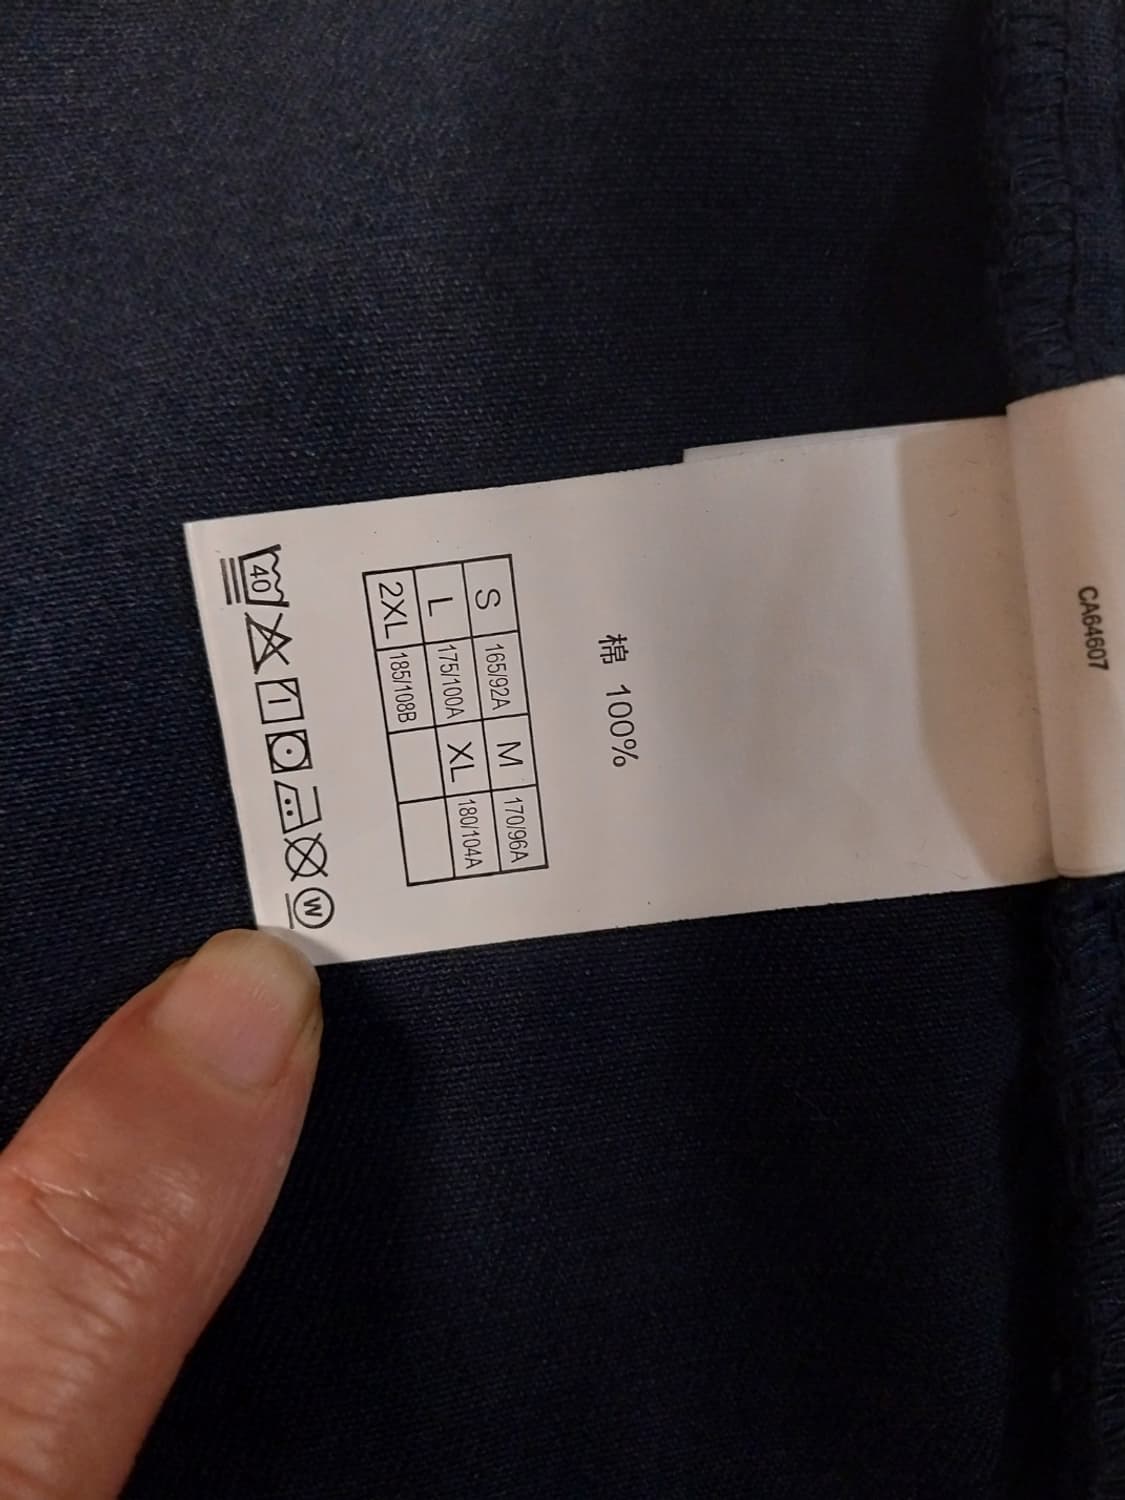 CA64607
棉 100%
S 165/92A M 170/96A
L 175/100A XL 180/104A
2XL 185/108B
40 W